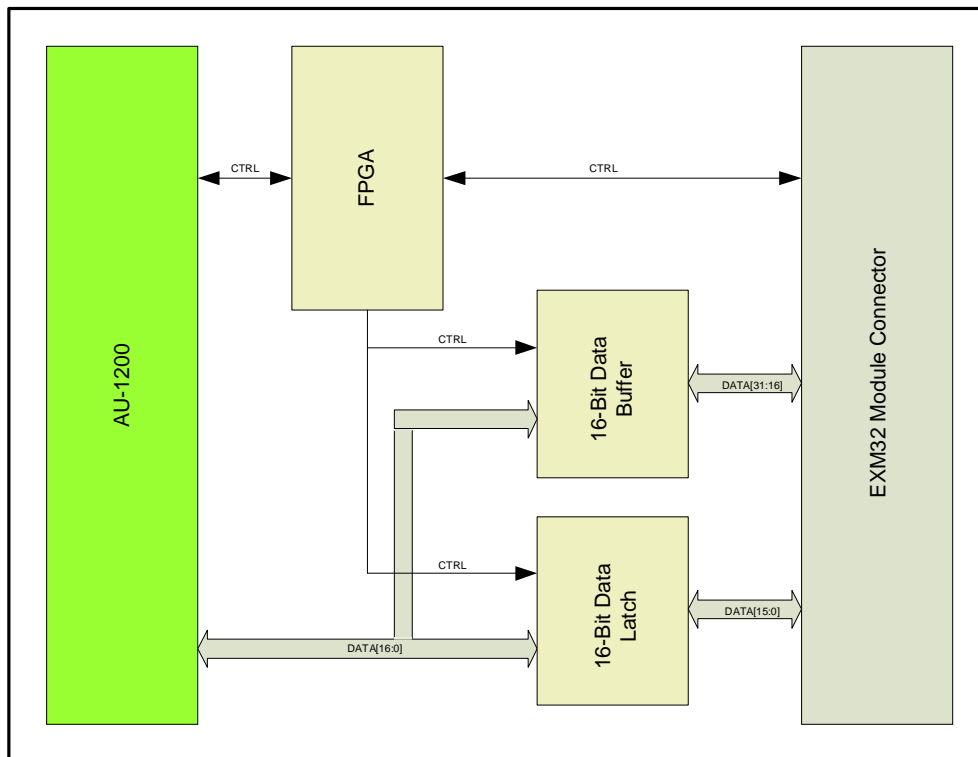 AU-1200
CTRL
FPGA
CTRL
EXM32 Module Connector
CTRL
16-Bit Data
Buffer
DATA[31:16]
CTRL
16-Bit Data
Latch
DATA[15:0]
DATA[16:0]